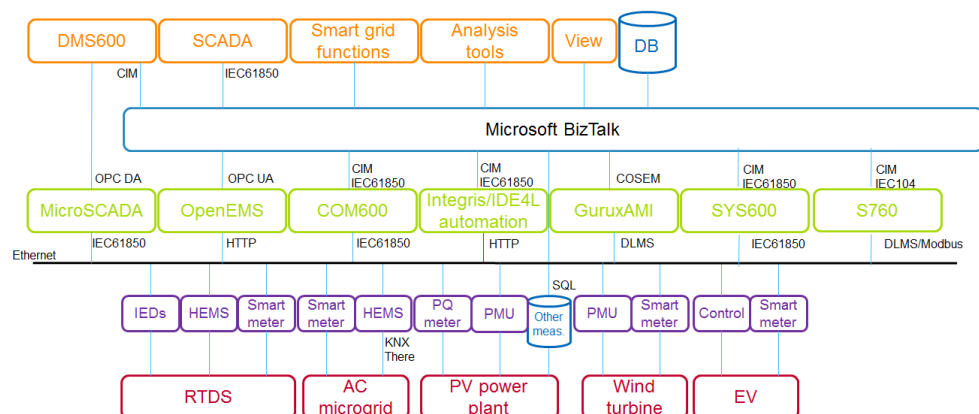 DMS600
SCADA
Smart grid
functions
Analysis
tools
View
DB
CIM
IEC61850
Microsoft BizTalk
OPC DA
OPC UA
CIM
IEC61850
CIM
IEC61850
COSEM
CIM
IEC61850
CIM
IEC104
MicroSCADA
OpenEMS
COM600
Integris/IDE4L
automation
GuruxAMI
SYS600
S760
IEC61850
HTTP
IEC61850
HTTP
DLMS
IEC61850
DLMS/Modbus
Ethernet
SQL
IEDs
HEMS
Smart
meter
Smart
meter
HEMS
PQ
meter
PMU
Other
meas.
PMU
Smart
meter
Control
Smart
meter
KNX
There
RTDS
AC
microgrid
PV power
plant
Wind
turbine
EV